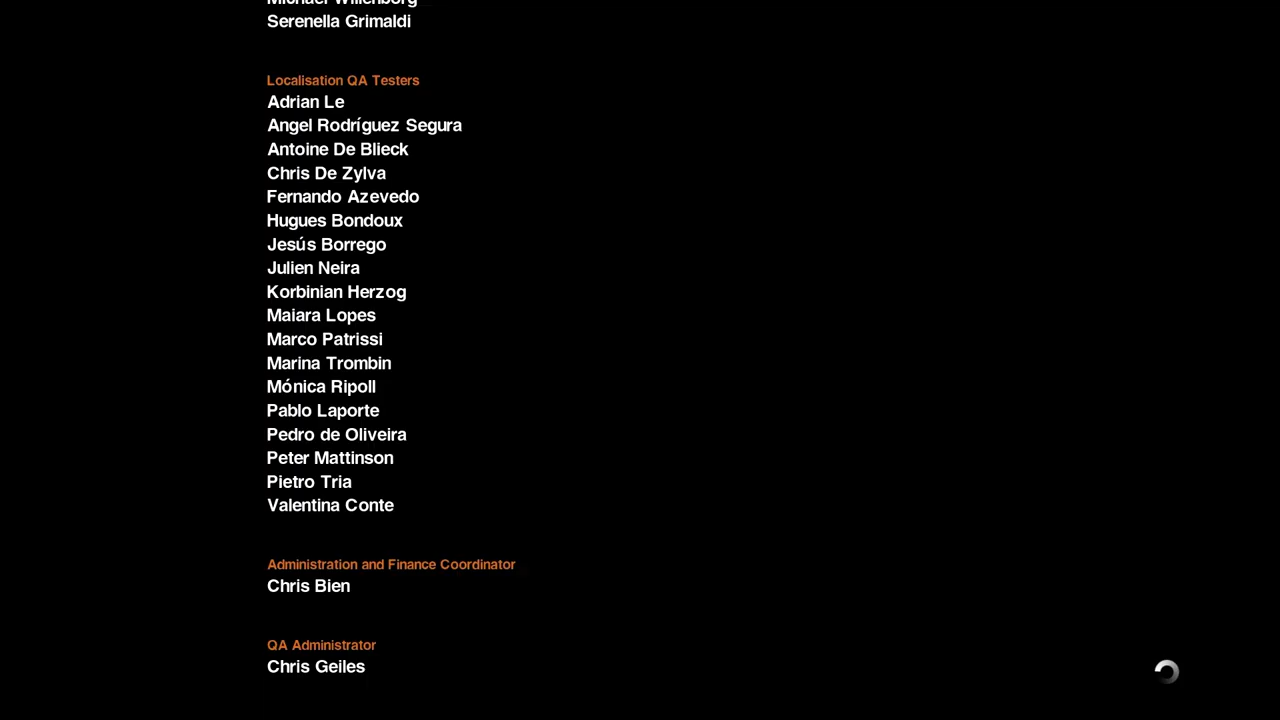 Michael Willenborg
Serenella Grimaldi
Localisation QA Testers
Adrian Le
Angel Rodríguez Segura
Antoine De Blieck
Chris De Zylva
Fernando Azevedo
Hugues Bondoux
Jesús Borrego
Julien Neira
Korbinian Herzog
Maiara Lopes
Marco Patrissi
Marina Trombin
Mónica Ripoll
Pablo Laporte
Pedro de Oliveira
Peter Mattinson
Pietro Tria
Valentina Conte
Administration and Finance Coordinator
Chris Bien
QA Administrator
Chris Geiles